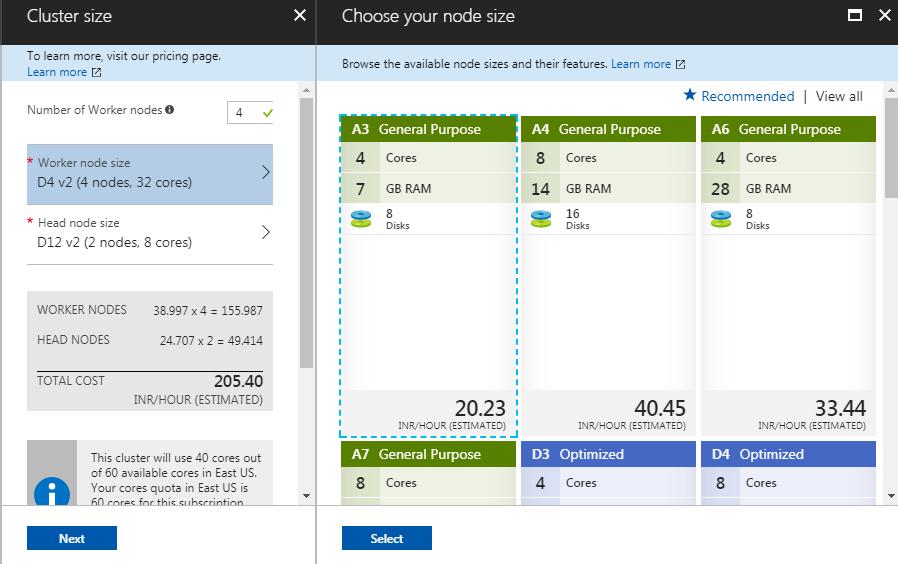 Cluster size
To learn more, visit our pricing page.
Learn more
Number of Worker nodes
4
* Worker node size
D4 v2 (4 nodes, 32 cores)
* Head node size
D12 v2 (2 nodes, 8 cores)
WORKER NODES 38.997 x 4 = 155.987
HEAD NODES 24.707 x 2 = 49.414
TOTAL COST 205.40
INR/HOUR (ESTIMATED)
This cluster will use 40 cores out
of 60 available cores in East US.
Your cores quota in East US is
60 cores for this subscription
Next
Choose your node size
Browse the available node sizes and their features. Learn more
Recommended | View all
A3 General Purpose
4 Cores
7 GB RAM
8
Disks
20.23
INR/HOUR (ESTIMATED)
A4 General Purpose
8 Cores
14 GB RAM
16
Disks
40.45
INR/HOUR (ESTIMATED)
A6 General Purpose
4 Cores
28 GB RAM
8
Disks
33.44
INR/HOUR (ESTIMATED)
A7 General Purpose
8 Cores
D3 Optimized
4 Cores
D4 Optimized
8 Cores
Select